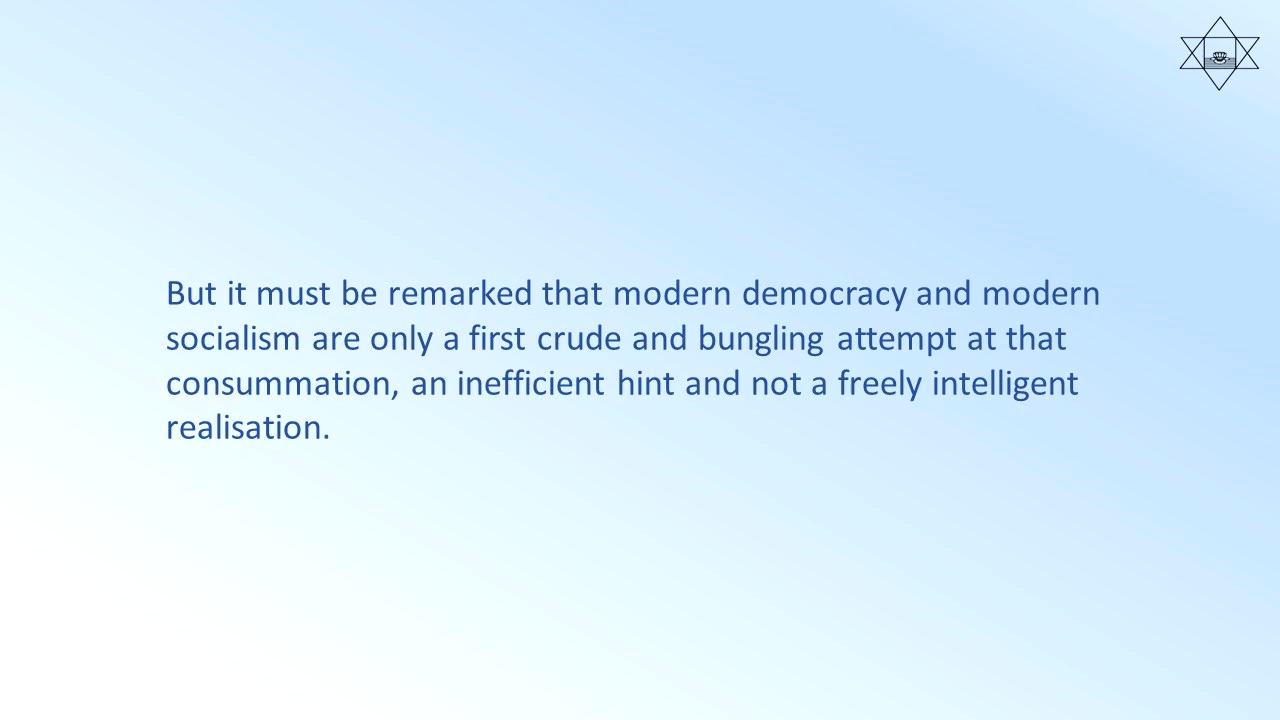 But it must be remarked that modern democracy and modern
socialism are only a first crude and bungling attempt at that
consummation, an inefficient hint and not a freely intelligent
realisation.